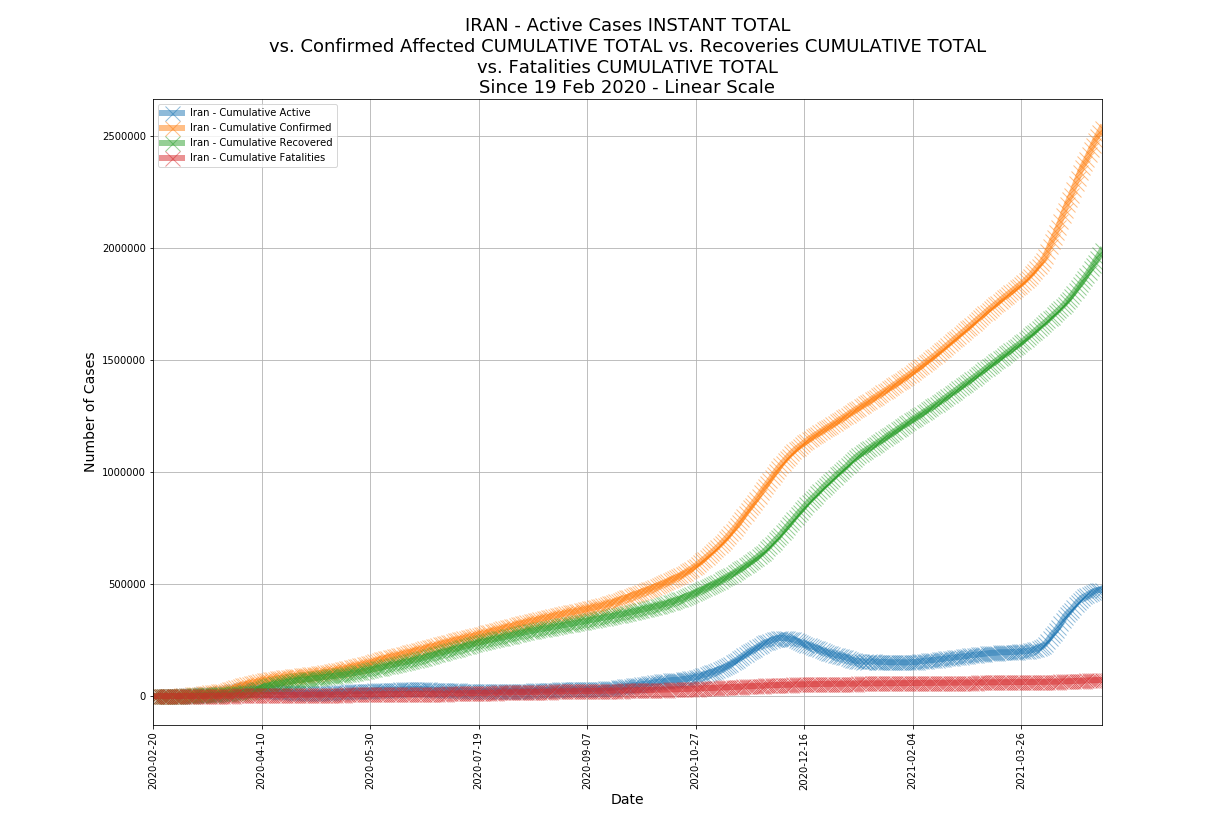 IRAN - Active Cases INSTANT TOTAL
vs. Confirmed Affected CUMULATIVE TOTAL vs. Recoveries CUMULATIVE TOTAL
vs. Fatalities CUMULATIVE TOTAL
Since 19 Feb 2020 - Linear Scale
Iran - Cumulative Active
Iran - Cumulative Confirmed
Iran - Cumulative Recovered
Iran - Cumulative Fatalities
Number of Cases
2500000
2000000
1500000
1000000
500000
0
2020-02-20
2020-04-10
2020-05-30
2020-07-19
2020-09-07
2020-10-27
2020-12-16
2021-02-04
2021-03-26
Date